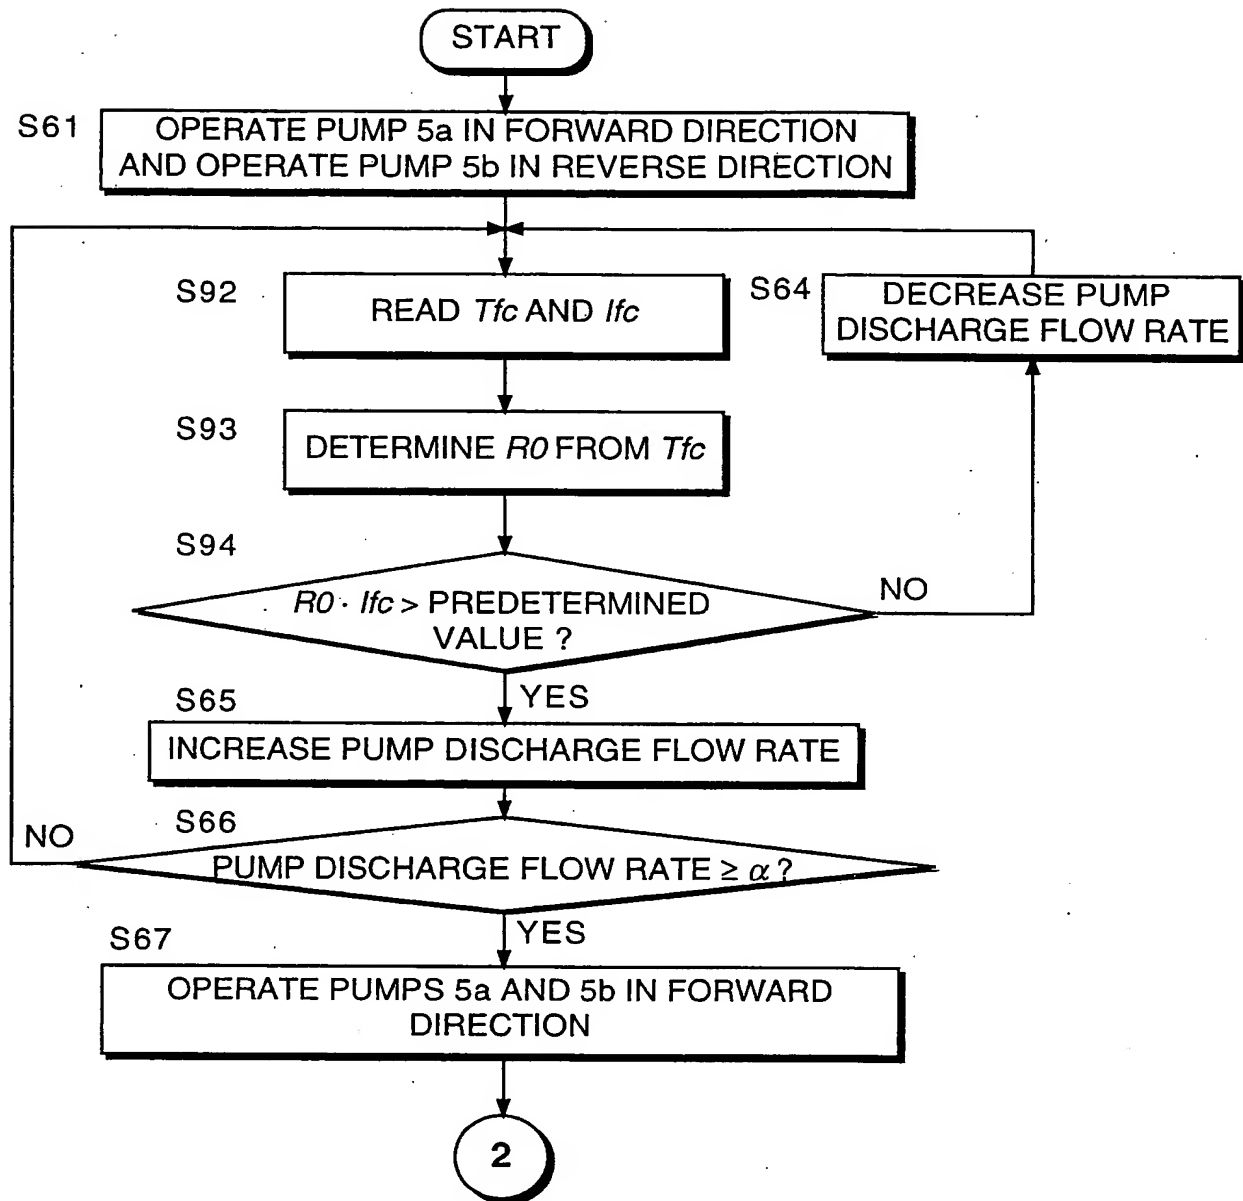 START
S61
OPERATE PUMP 5a IN FORWARD DIRECTION
AND OPERATE PUMP 5b IN REVERSE DIRECTION
S92
READ Tfc AND Ifc
S64
DECREASE PUMP
DISCHARGE FLOW RATE
S93
DETERMINE R0 FROM Tfc
S94
R0 · Ifc > PREDETERMINED
VALUE ?
NO
YES
S65
INCREASE PUMP DISCHARGE FLOW RATE
S66
NO
PUMP DISCHARGE FLOW RATE ≥ α ?
YES
S67
OPERATE PUMPS 5a AND 5b IN FORWARD
DIRECTION
2